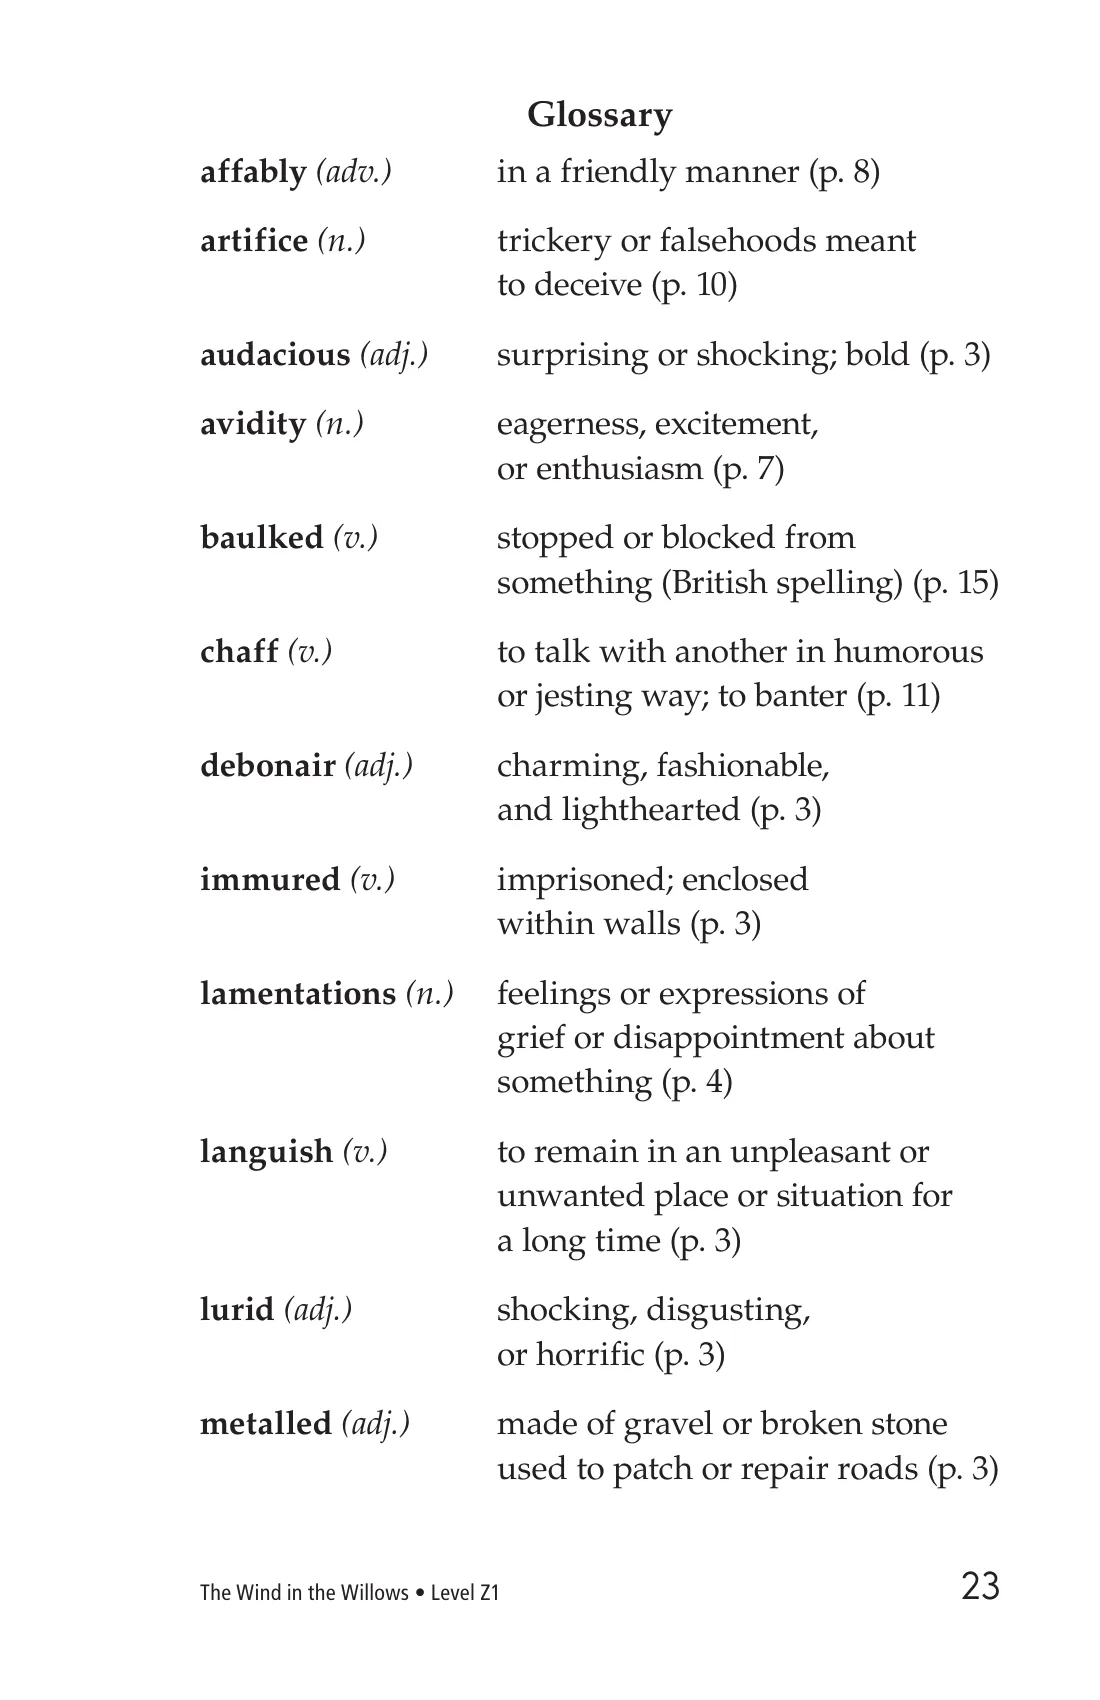 Glossary
affably (adv.) in a friendly manner (p. 8)
artifice (n.) trickery or falsehoods meant
to deceive (p. 10)
audacious (adj.) surprising or shocking; bold (p. 3)
avidity (n.) eagerness, excitement,
or enthusiasm (p. 7)
baulked (v.) stopped or blocked from
something (British spelling) (p. 15)
chaff (v.) to talk with another in humorous
or jesting way; to banter (p. 11)
debonair (adj.) charming, fashionable,
and lighthearted (p. 3)
immured (v.) imprisoned; enclosed
within walls (p. 3)
lamentations (n.) feelings or expressions of
grief or disappointment about
something (p. 4)
languish (v.) to remain in an unpleasant or
unwanted place or situation for
a long time (p. 3)
lurid (adj.) shocking, disgusting,
or horrific (p. 3)
metalled (adj.) made of gravel or broken stone
used to patch or repair roads (p. 3)
The Wind in the Willows • Level Z1 23